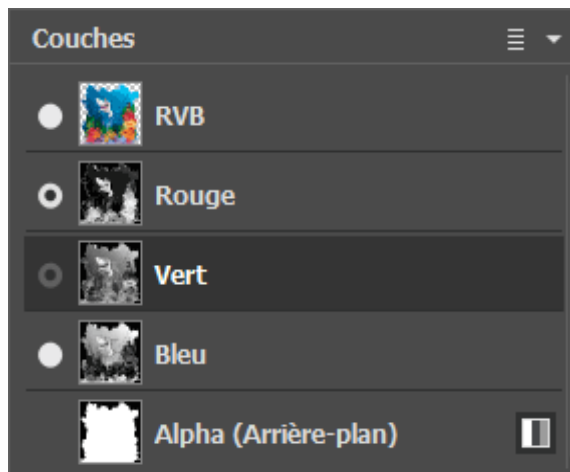 Couches
RVB
Rouge
Vert
Bleu
Alpha (Arrière-plan)